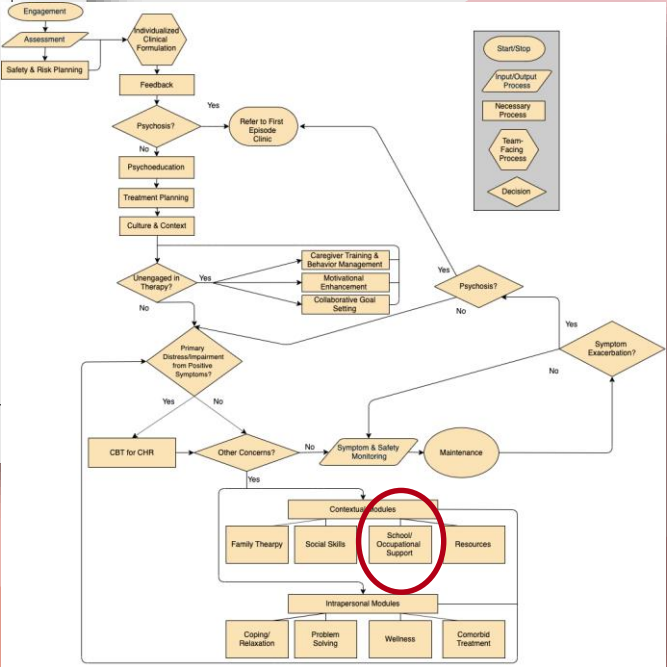 Engagement
Assessment
Safety & Risk Planning
Individualized
Clinical
Formulation
Feedback
Psychosis?
Yes
Refer to First
Episode
Clinic
No
Psychoeducation
Treatment Planning
Culture & Context
Unengaged in
Therapy?
Yes
Caregiver Training &
Behavior Management
Motivational
Enhancement
Collaborative Goal
Setting
No
Start/Stop
Input/Output
Process
Necessary
Process
Team-
Facing
Process
Decision
Yes
Psychosis?
No
Yes
Symptom
Exacerbation?
No
Primary
Distress/Impairment
from Positive
Symptoms?
Yes
No
CBT for CHR
Other Concerns?
No
Symptom & Safety
Monitoring
Maintenance
Yes
Contextual Modules
Family Thearpy
Social Skills
School/
Occupational
Support
Resources
Intrapersonal Modules
Coping/
Relaxation
Problem
Solving
Wellness
Comorbid
Treatment